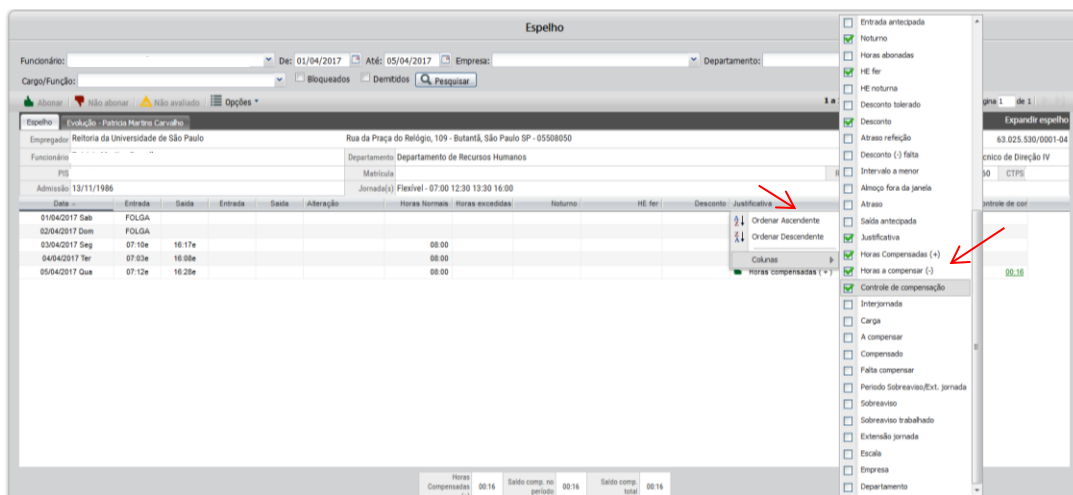 Espelho
Funcionário: De: 01/04/2017 Até: 05/04/2017 Empresa: Departamento:
Cargo/Função: Bloqueados Demitidos Pesquisar
Abonar Não abonar Não avaliado Opções 1 a
de 1
Espelho Evolução - Patricia Martins Carvalho Expandir espelho
Empregador Reitoria da Universidade de São Paulo Rua da Praça do Relógio, 109 - Butantã, São Paulo SP - 05508050 63.025.530/0001-04
Funcionário Departamento Departamento de Recursos Humanos cnico de Direção IV
PIS Matrícula CTPS
Admissão 13/11/1986 Jornada(s) Flexível - 07:00 12:30 13:30 16:00
Data Entrada Saída Entrada Saída Alteração Horas Normais Horas excedidas Noturno HE fer Desconto Justificativa ontrole de cor
01/04/2017 Sab FOLGA
02/04/2017 Dom FOLGA
03/04/2017 Seg 07:10e 16:17e 08:00
04/04/2017 Ter 07:03e 16:08e 08:00
05/04/2017 Qua 07:12e 16:28e 08:00 Horas compensadas ( + ) 00:16
Ordenar Ascendente
Ordenar Descendente
Colunas
Entrada antecipada
Noturno
Horas abonadas
HE fer
HE noturna
Desconto tolerado
Desconto
Atraso refeição
Desconto (-) falta
Intervalo a menor
Almoço fora da janela
Atraso
Saída antecipada
Justificativa
Horas Compensadas (+)
Horas a compensar (-)
Controle de compensação
Interjornada
Carga
A compensar
Compensado
Falta compensar
Periodo Sobreaviso/Ext. jornada
Sobreaviso
Sobreaviso trabalhado
Extensão jornada
Escala
Empresa
Departamento
Horas
Compensadas 00:16 Saldo comp. no
período 00:16 Saldo comp.
total 00:16